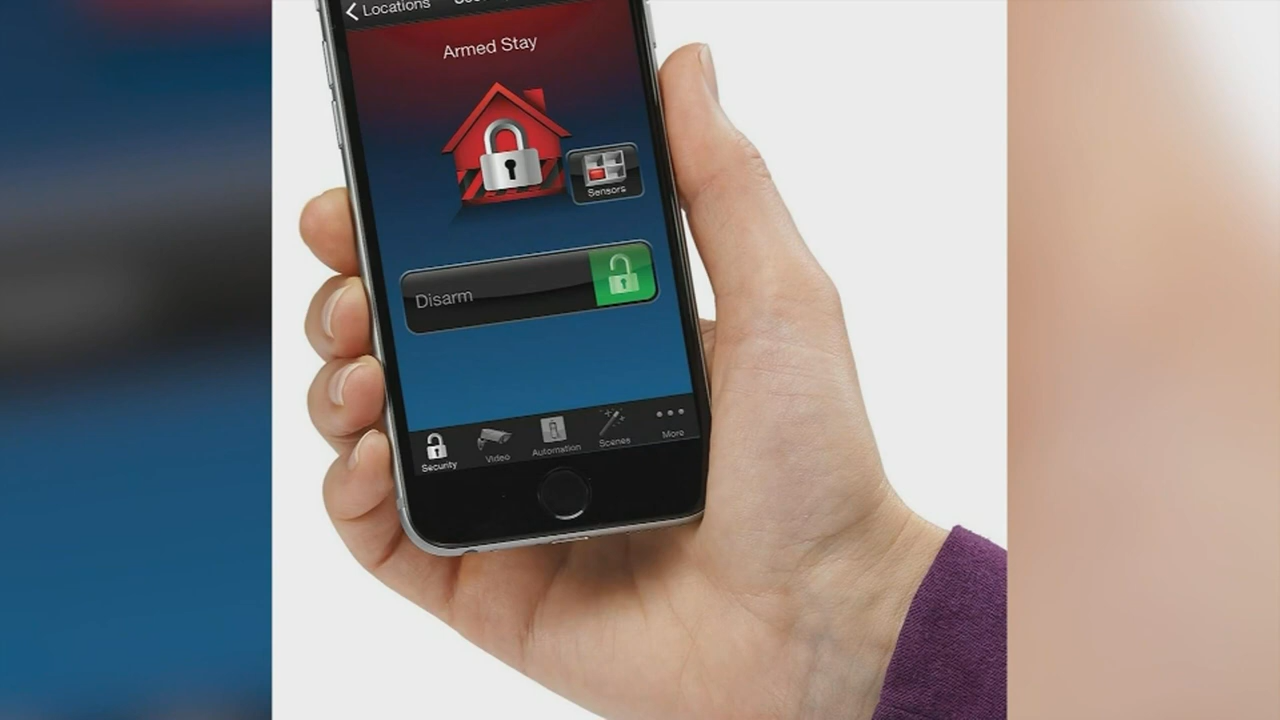 Locations
Armed Stay
Sensors
Disarm
Security
Video
Automation
Scenes
More